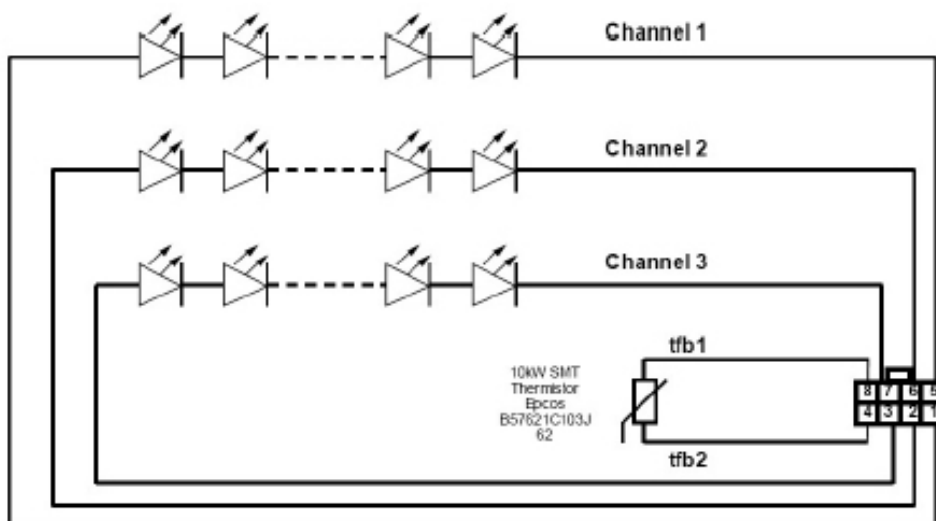 Channel 1
Channel 2
Channel 3
tfb1
10kW SMT
Thermistor
Epcos
B57621C103J
62
8 7 6 5
4 3 2 1
tfb2